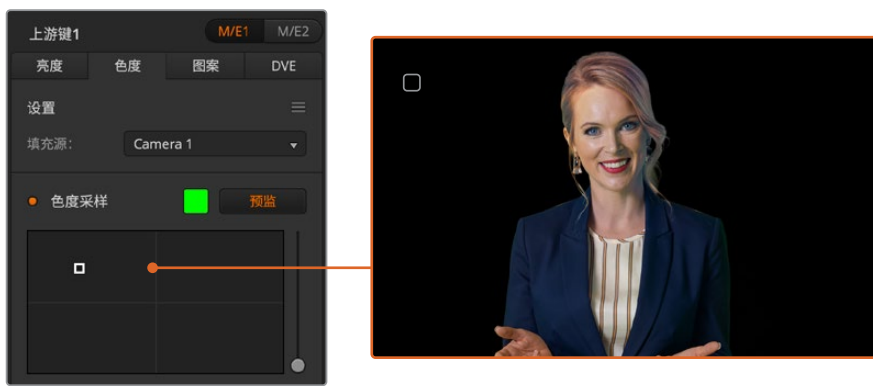 上游键1
M/E1
M/E2
亮度
色度
图案
DVE
设置
填充源：
Camera 1
色度采样
预监